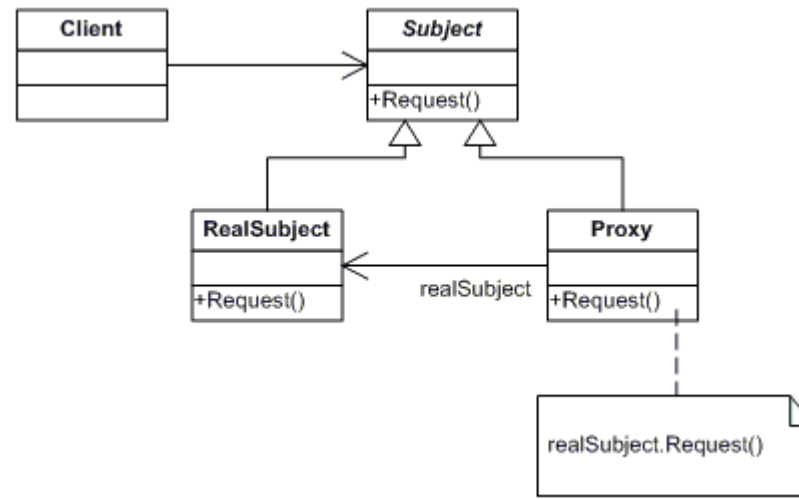 Client
Subject
+Request()
RealSubject
Proxy
realSubject
+Request()
+Request()
realSubject.Request()